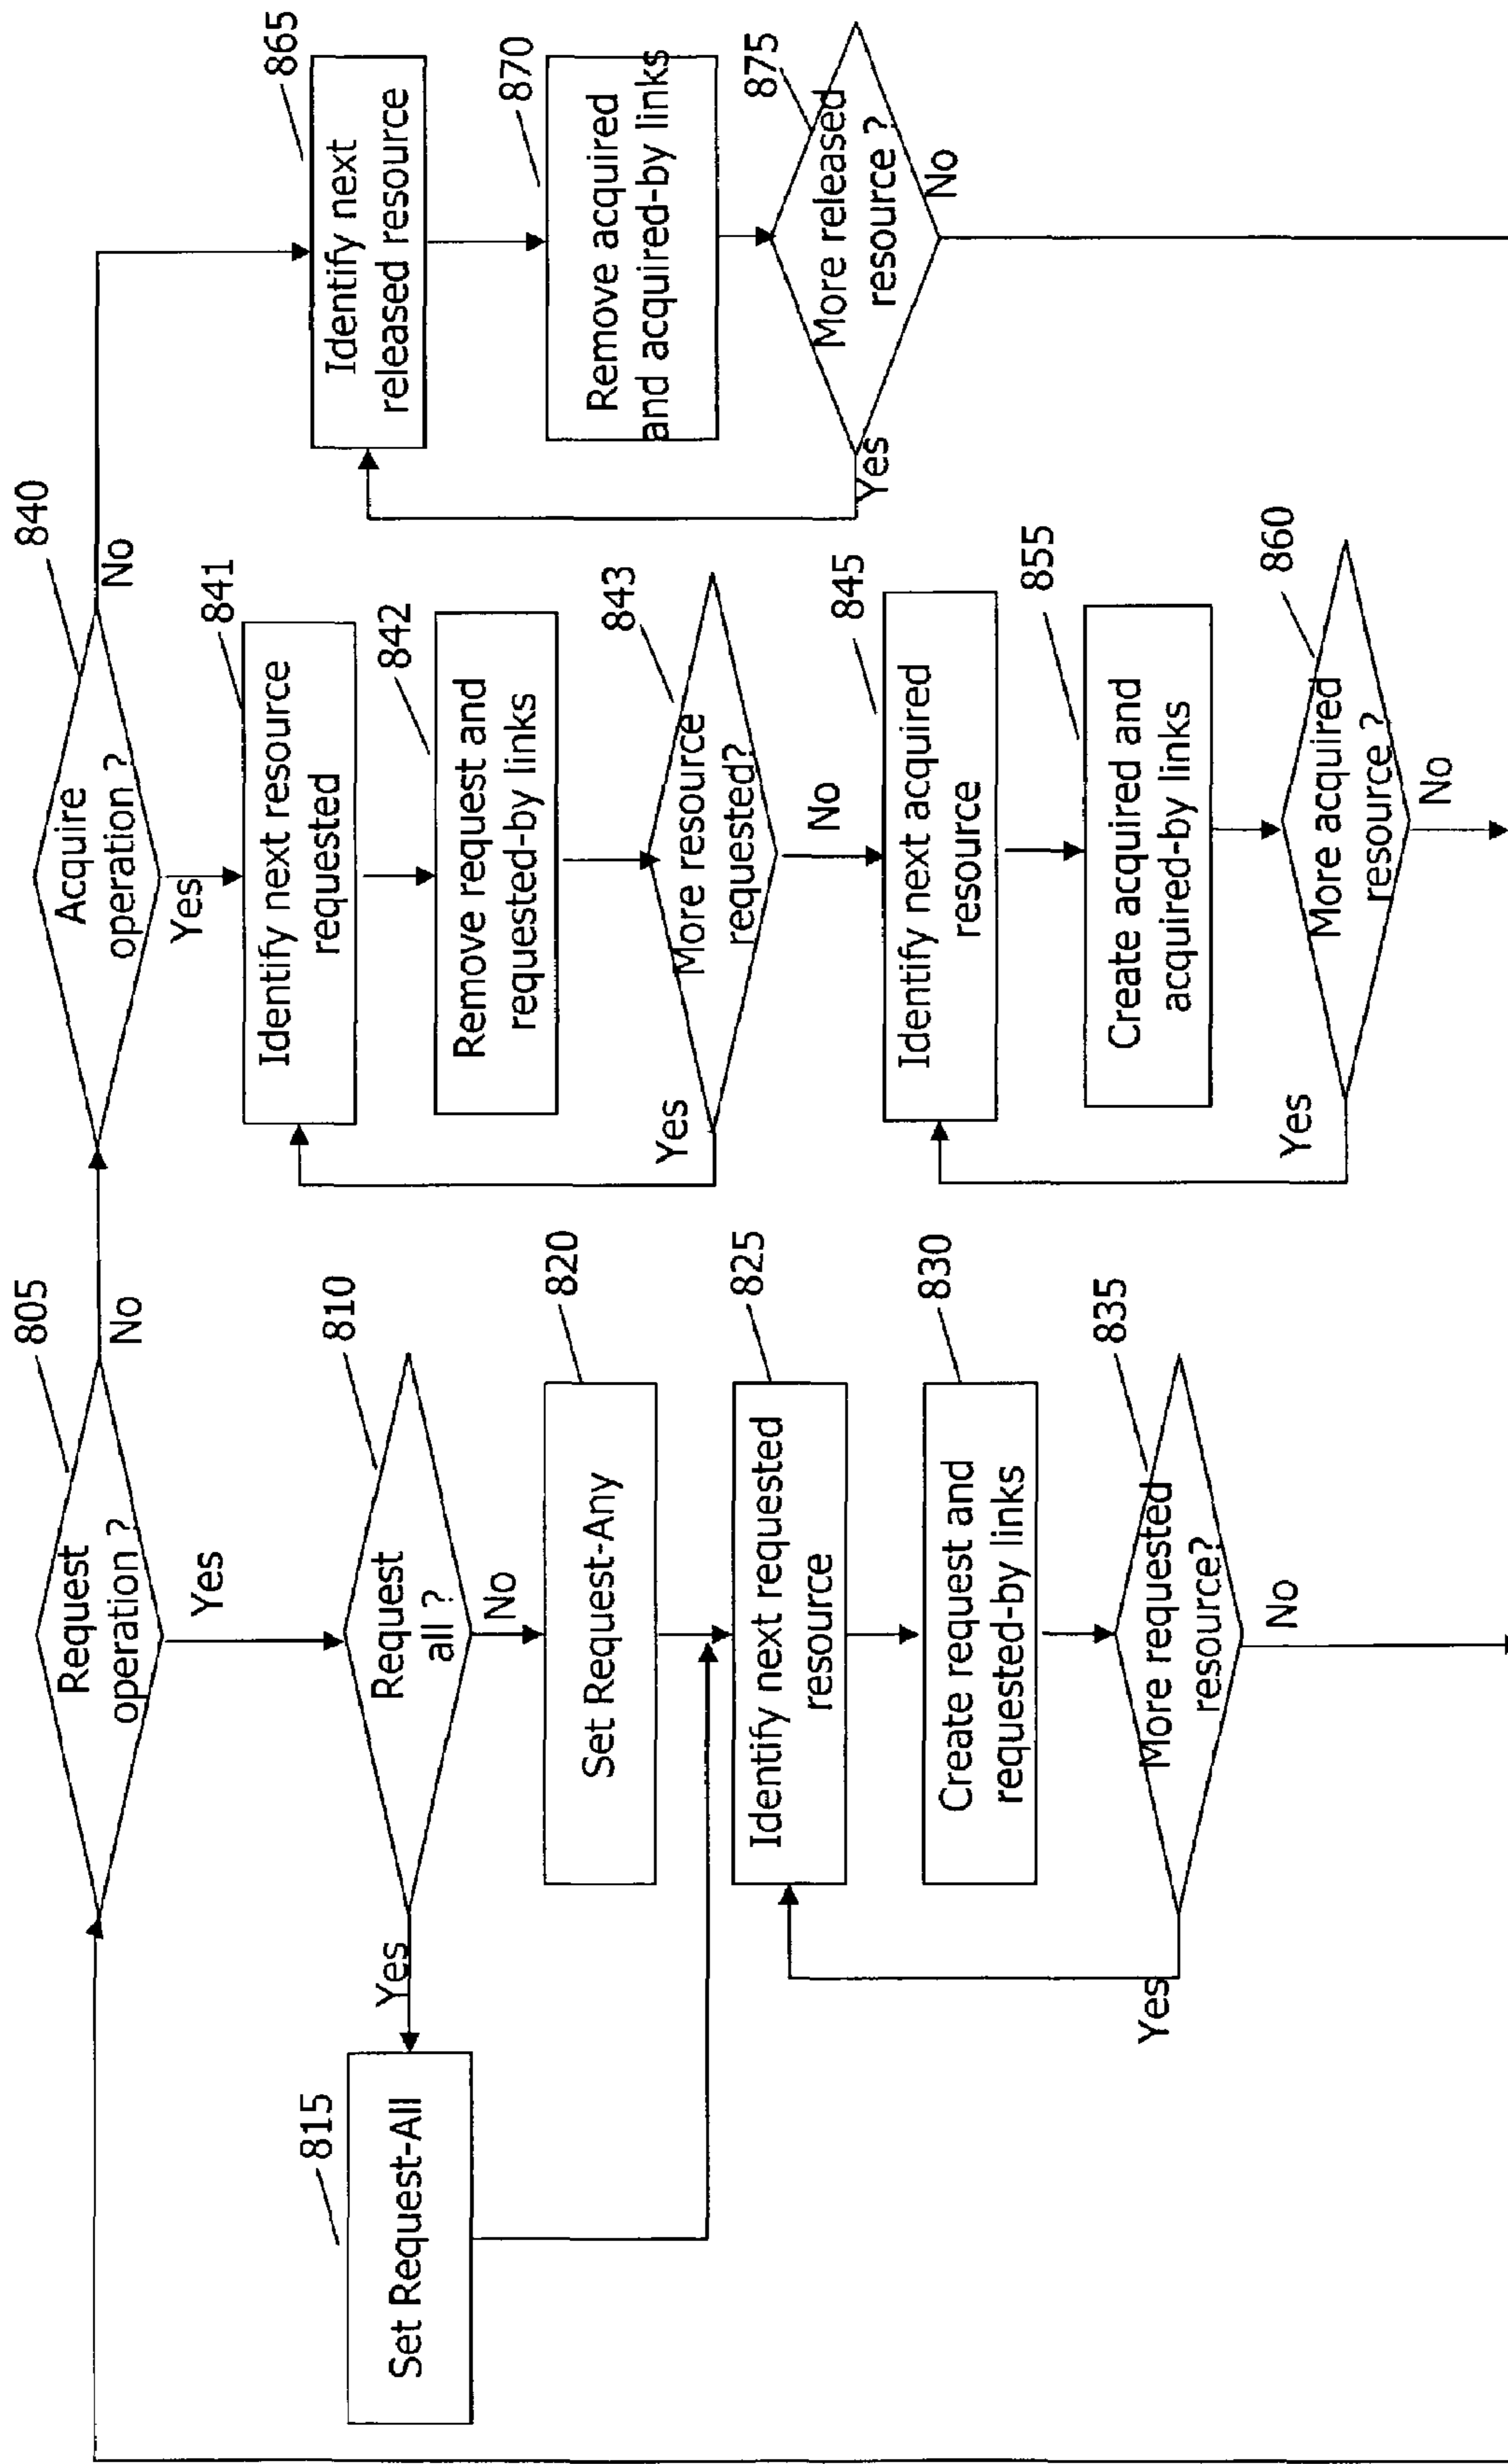 805
Request
operation ?
No
Yes
840
Acquire
operation ?
No
Yes
810
Request
all ?
Yes
No
815
Set Request-All
820
Set Request-Any
825
Identify next requested
resource
830
Create request and
requested-by links
835
More requested
resource?
Yes
No
841
Identify next resource
requested
842
Remove request and
requested-by links
843
More resource
requested?
Yes
No
845
Identify next acquired
resource
855
Create acquired and
acquired-by links
860
More acquired
resource ?
Yes
No
865
Identify next
released resource
870
Remove acquired
and acquired-by links
875
More released
resource ?
Yes
No